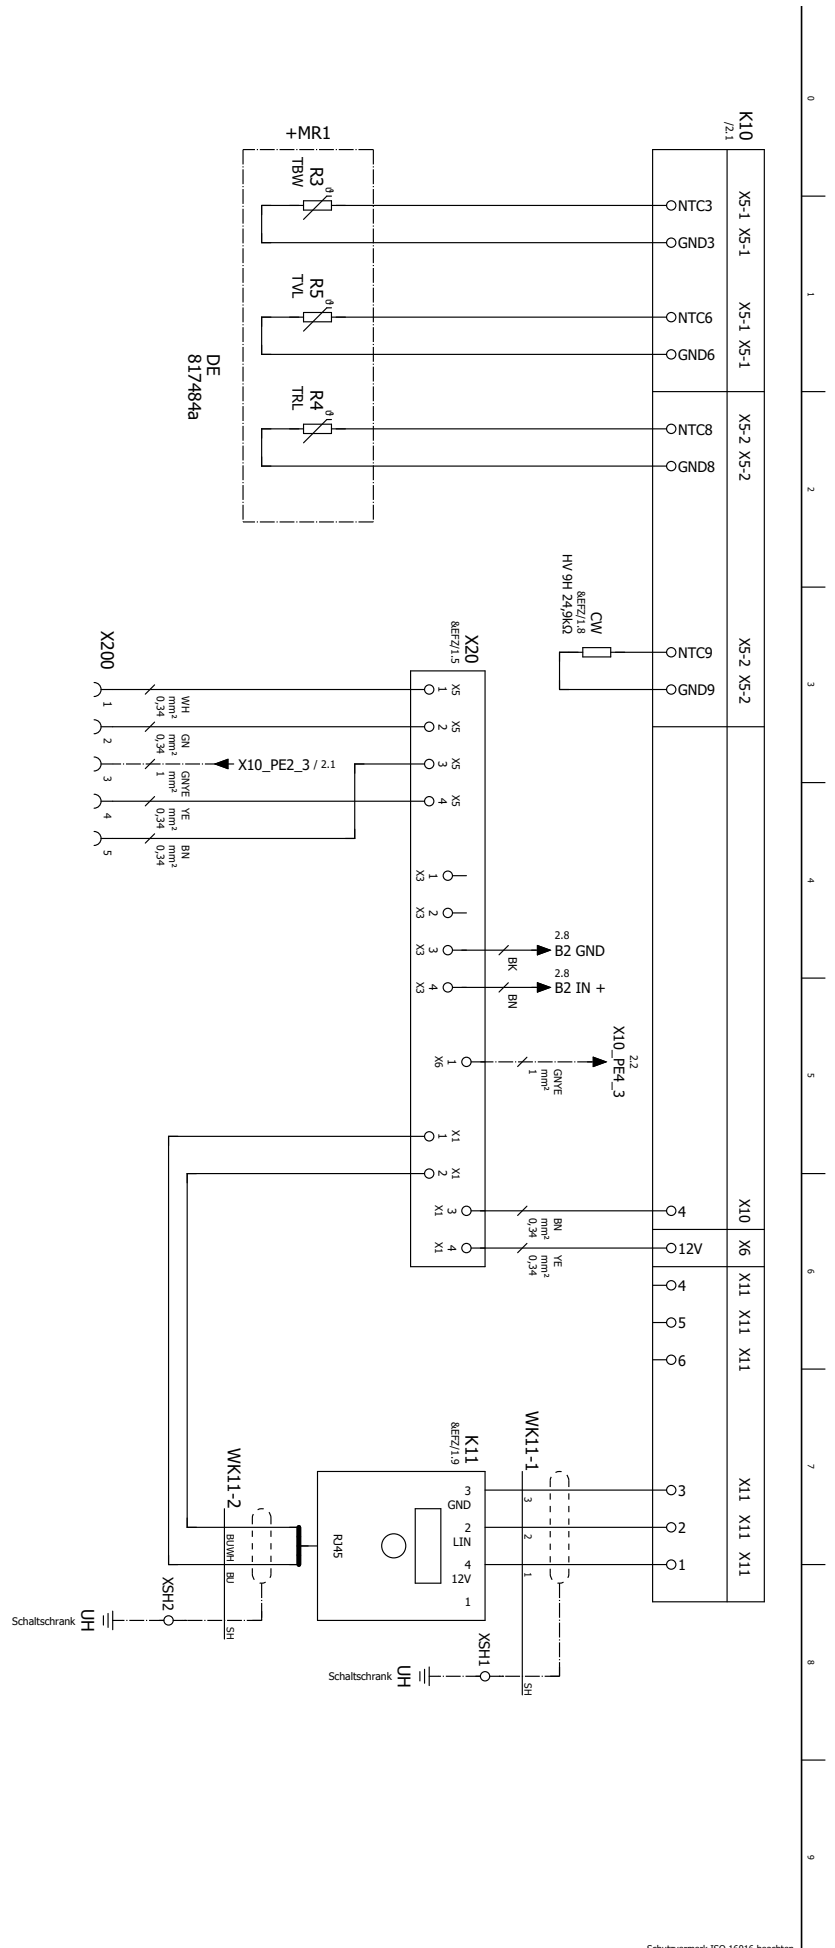 0
1
2
3
4
5
6
7
8
9
K10
/2.1
X5-1 X5-1
X5-1 X5-1
X5-2 X5-2
X5-2 X5-2
X10
X6
X11
X11
X11
X11
X11
X11
NTC3
GND3
NTC6
GND6
NTC8
GND8
NTC9
GND9
4
12V
4
5
6
3
2
1
+MR1
R3
TBW
ϑ
R5
TVL
ϑ
R4
TRL
ϑ
DE
817484a
CW
&EFZ/1.8
HV 9H 24,9kΩ
X20
&EFZ/1.5
1 X5
2 X5
3 X5
4 X5
X3 1
X3 2
X3 3
X3 4
X6 1
1 X1
2 X1
X1 3
X1 4
X200
1
2
3
4
5
WH
mm²
0,34
GN
mm²
0,34
GNYE
mm²
1
YE
mm²
0,34
BN
mm²
0,34
X10_PE2_3 / 2.1
BK
2.8
B2 GND
BN
2.8
B2 IN +
GNYE
mm²
1
2.2
X10_PE4_3
BN
mm²
0,34
YE
mm²
0,34
K11
&EFZ/1.9
3
GND
2
LIN
4
12V
1
RJ45
WK11-1
3
2
1
SH
XSH1
UH
Schaltschrank
WK11-2
BUWH
BU
SH
XSH2
UH
Schaltschrank